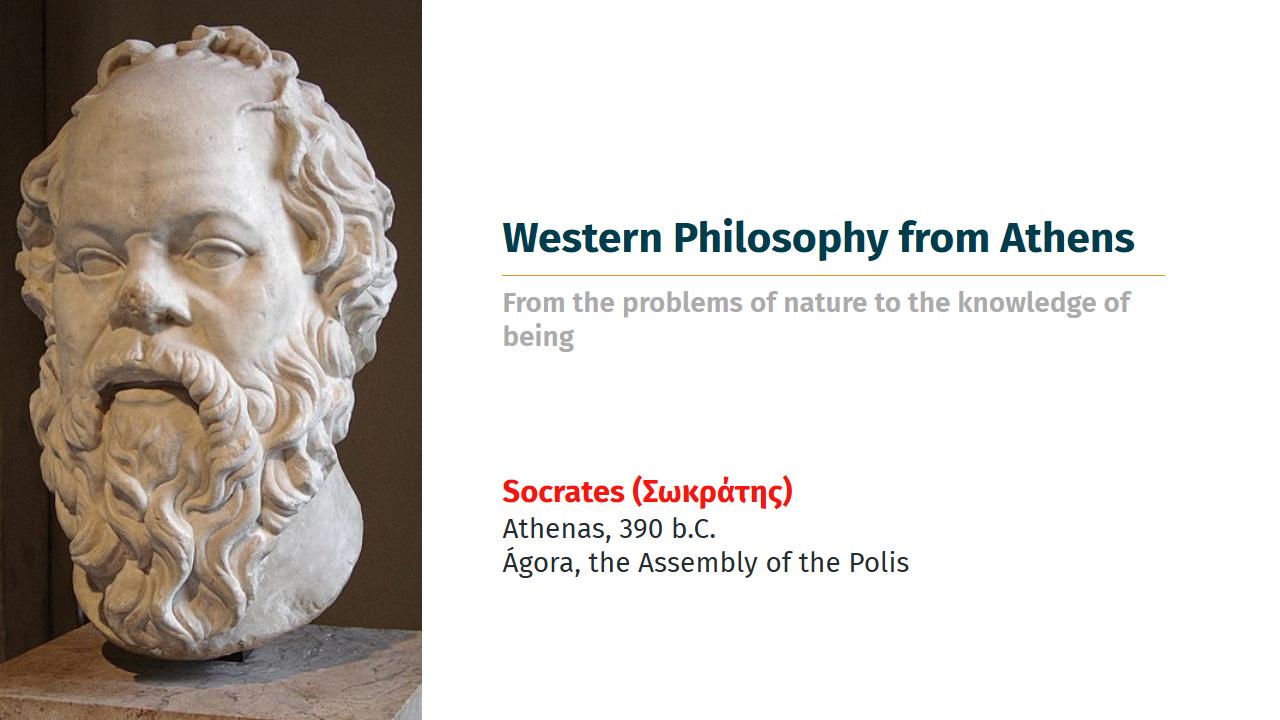 Western Philosophy from Athens
From the problems of nature to the knowledge of
being
Socrates (Σωκράτης)
Athenas, 390 b.C.
Ágora, the Assembly of the Polis